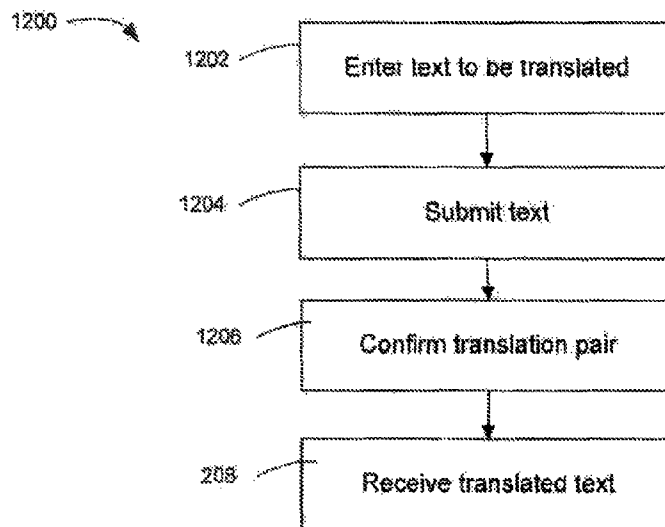 1200
1202
Enter text to be translated
1204
Submit text
1206
Confirm translation pair
208
Receive translated text